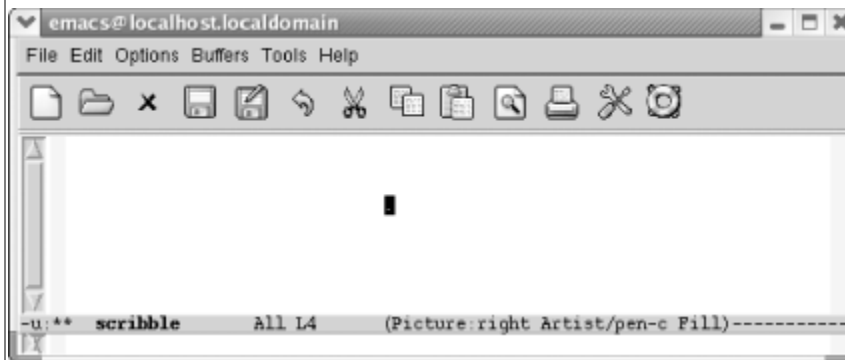 emacs@localhost.localdomain
File Edit Options Buffers Tools Help
.
-u:** scribble All L4 (Picture:right Artist/pen-c Fill)-----------